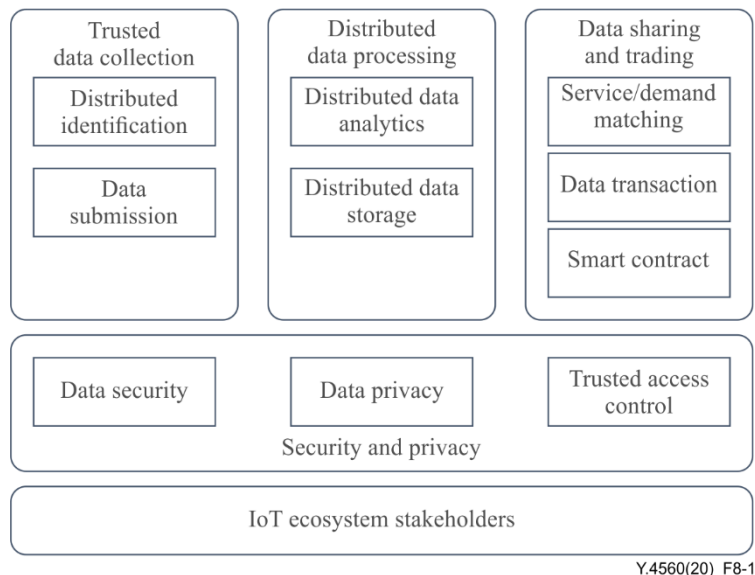 Trusted
data collection
Distributed
identification
Data
submission
Distributed
data processing
Distributed data
analytics
Distributed data
storage
Data sharing
and trading
Service/demand
matching
Data transaction
Smart contract
Data security
Data privacy
Trusted access
control
Security and privacy
IoT ecosystem stakeholders
Y.4560(20)_F8-1